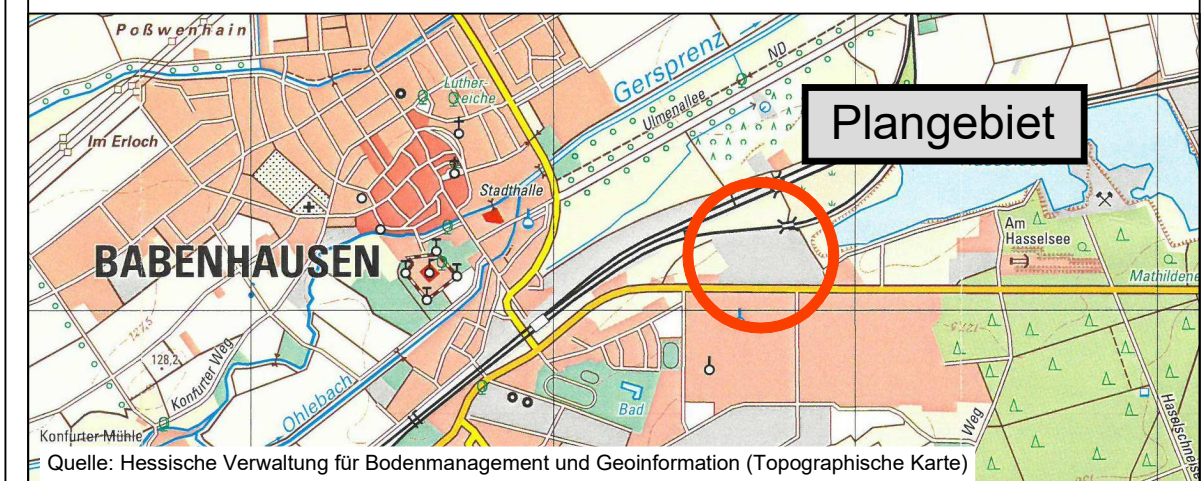 Poßwenhain
Luther-
eiche
Gersprenz
ND
Ulmenallee
Plangebiet
Im Erloch
Stadthalle
BABENHAUSEN
Am
Hasselsee
Mathildene
127,5
128,2
Konfurter Weg
Ohlebach
Bad
Weg
Haselschneise
Konfurter Mühle
Quelle: Hessische Verwaltung für Bodenmanagement und Geoinformation (Topographische Karte)